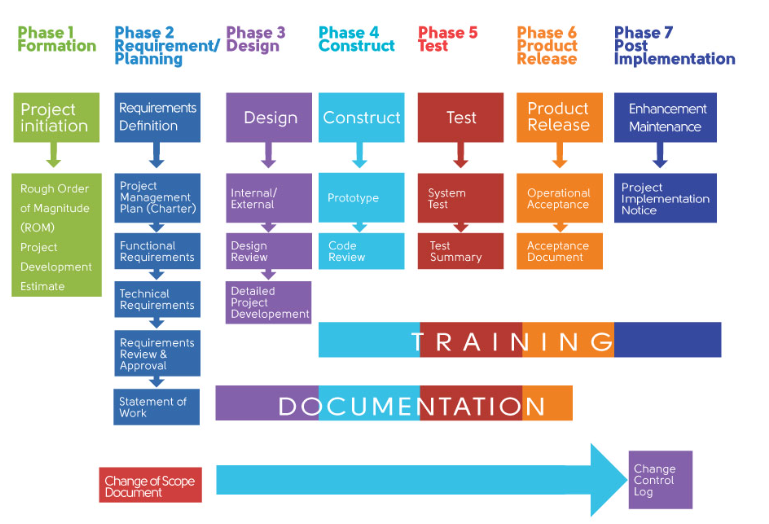 Phase 1
Formation
Phase 2
Requirement/
Planning
Phase 3
Design
Phase 4
Construct
Phase 5
Test
Phase 6
Product
Release
Phase 7
Post
Implementation
Project
initiation
Requirements
Definition
Design
Construct
Test
Product
Release
Enhancement
Maintenance
Rough Order
of Magnitude
(ROM)
Project
Development
Estimate
Project
Management
Plan (Charter)
Functional
Requirements
Technical
Requirements
Requirements
Review &
Approval
Statement of
Work
Internal/
External
Design
Review
Detailed
Project
Developement
Prototype
Code
Review
System
Test
Test
Summary
Operational
Acceptance
Acceptance
Document
Project
Implementation
Notice
TRAINING
DOCUMENTATION
Change of Scope
Document
Change
Control
Log